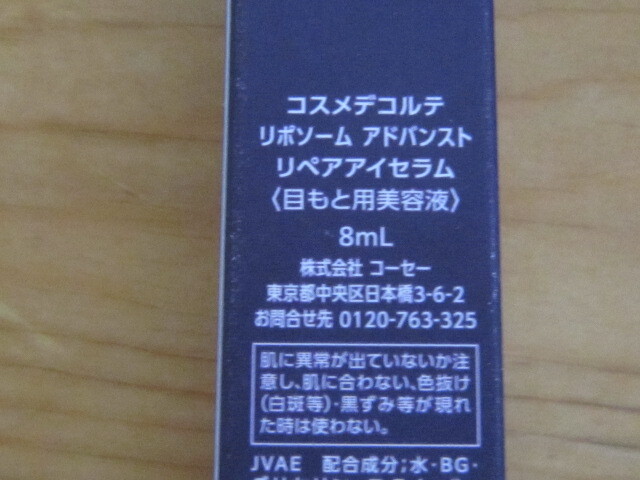 コスメデコルテ
リポソーム アドバンスト
リペアアイセラム
〈目もと用美容液〉
8mL
株式会社 コーセー
東京都中央区日本橋3-6-2
お問合せ先 0120-763-325
肌に異常が出ていないか注
意し、肌に合わない、色抜け
(白斑等)・黒ずみ等が現れ
た時は使わない。
JVAE 配合成分;水・BG・